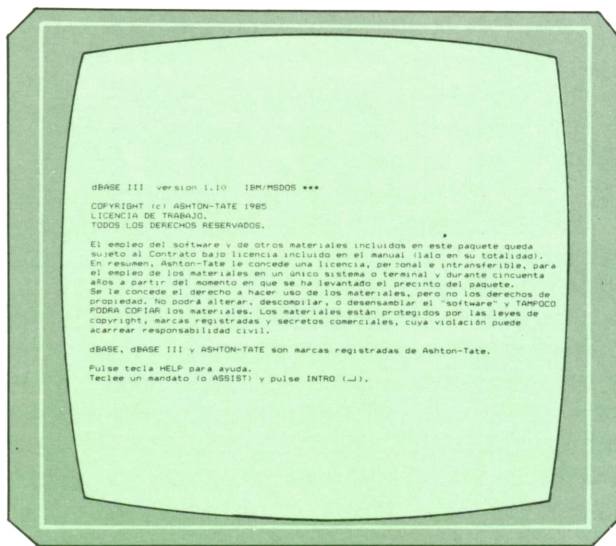 dBASE III version 1.10 IBM/MSDOS ***
COPYRIGHT (c) ASHTON-TATE 1985
LICENCIA DE TRABAJO.
TODOS LOS DERECHOS RESERVADOS.
El empleo del software y de otros materiales incluidos en este paquete queda
sujeto al Contrato bajo licencia incluido en el manual (lalo en su totalidad).
En resumen, Ashton-Tate le concede una licencia, personal e intransferible, para
el empleo de los materiales en un único sistema o terminal y durante cincuenta
años a partir del momento en que se ha levantado el precinto del paquete.
Se le concede el derecho a hacer uso de los materiales, pero no los derechos de
propiedad. No podrá alterar, descompilar, o desensamblar el "software" y TAMPOCO
PODRA COPIAR los materiales. Los materiales están protegidos por las leyes de
copyright, marcas registradas y secretos comerciales, cuya violación puede
acarrear responsabilidad civil.
dBASE, dBASE III y ASHTON-TATE son marcas registradas de Ashton-Tate.
Pulse tecla HELP para ayuda.
Teclee un mandato (o ASSIST) y pulse INTRO (⏎).